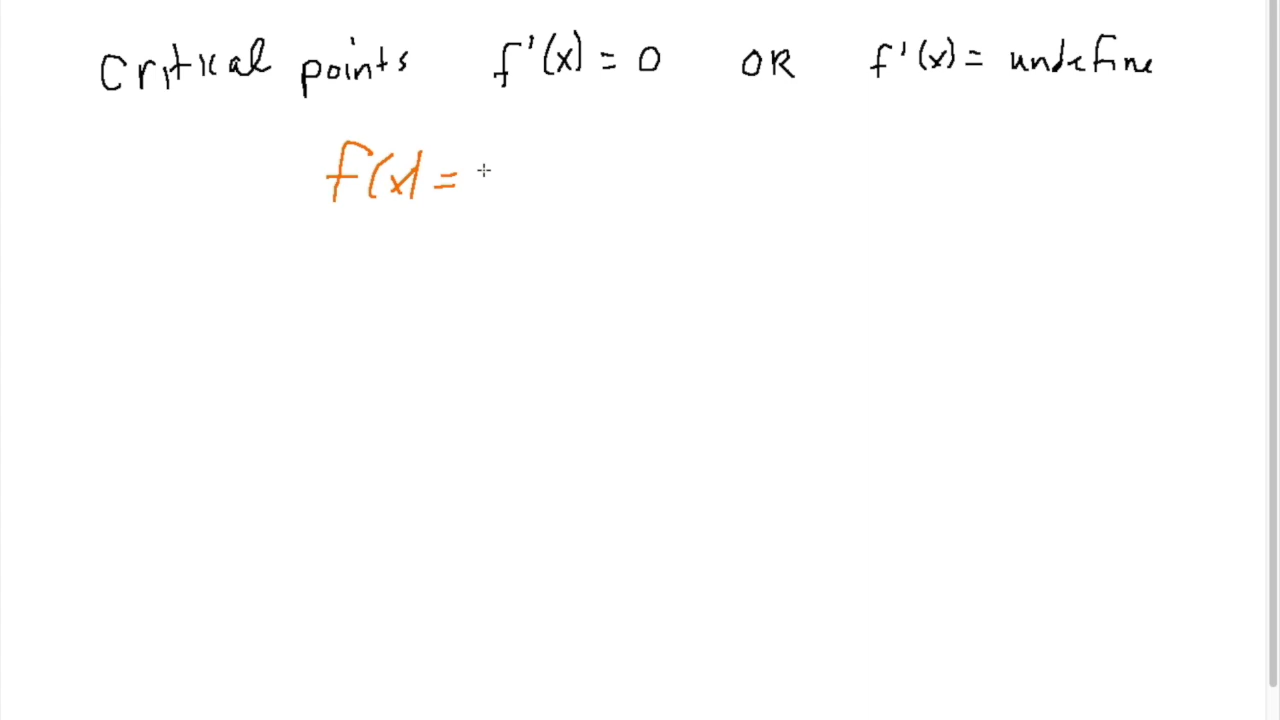 Critical points f'(x) = 0 OR f'(x) = undefine
f(x) =